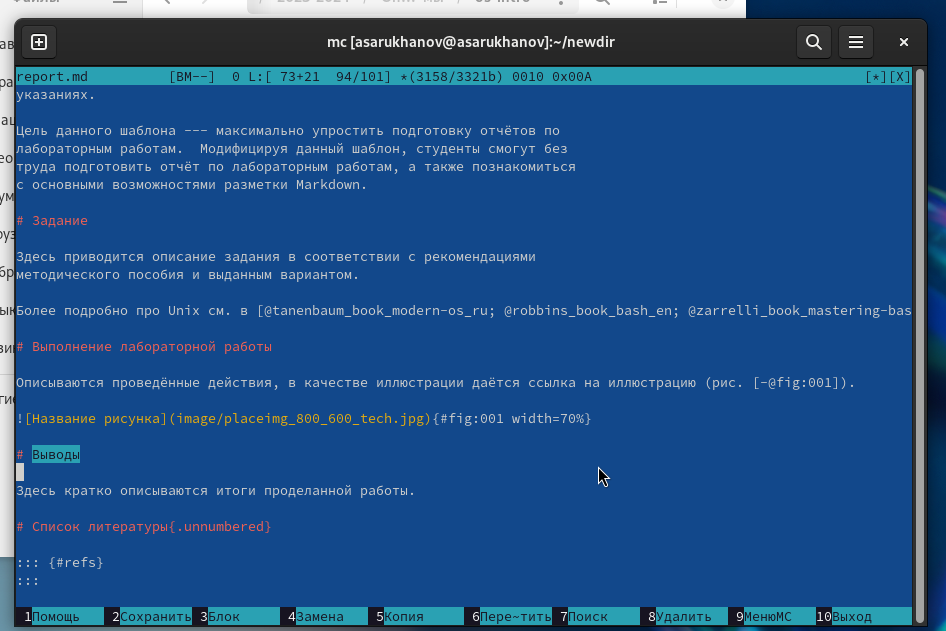 mc [asarukhanov@asarukhanov]:~/newdir
report.md [BM--] 0 L:[ 73+21 94/101] *(3158/3321b) 0010 0x00A [*][X]
указаниях.
Цель данного шаблона --- максимально упростить подготовку отчётов по
лабораторным работам. Модифицируя данный шаблон, студенты смогут без
труда подготовить отчёт по лабораторным работам, а также познакомиться
с основными возможностями разметки Markdown.
# Задание
Здесь приводится описание задания в соответствии с рекомендациями
методического пособия и выданным вариантом.
Более подробно про Unix см. в [@tanenbaum_book_modern-os_ru; @robbins_book_bash_en; @zarrelli_book_mastering-bas
# Выполнение лабораторной работы
Описываются проведённые действия, в качестве иллюстрации даётся ссылка на иллюстрацию (рис. [-@fig:001]).
![Название рисунка](image/placeimg_800_600_tech.jpg){#fig:001 width=70%}
# Выводы
Здесь кратко описываются итоги проделанной работы.
# Список литературы{.unnumbered}
::: {#refs}
:::
1Помощь 2Сохранить 3Блок 4Замена 5Копия 6Пере~тить 7Поиск 8Удалить 9МенюMC 10Выход